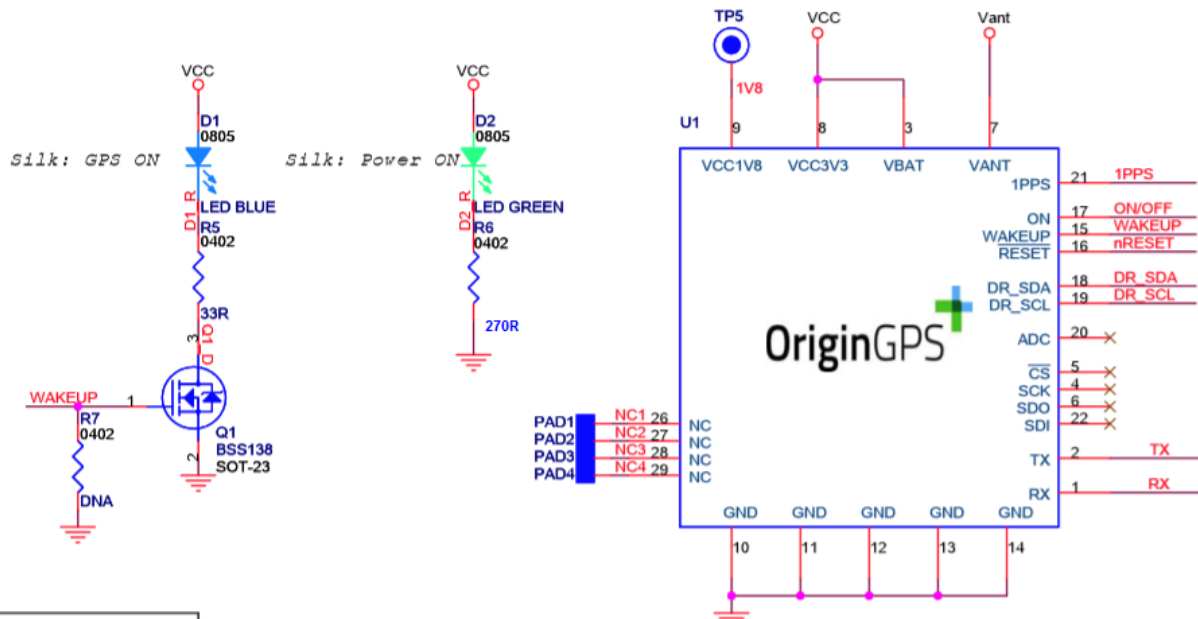 VCC
D1
0805
Silk: GPS ON
D1_R
LED BLUE
R5
0402
33R
3
Q1_D
WAKEUP
1
R7
0402
DNA
Q1
BSS138
SOT-23
2
VCC
D2
0805
Silk: Power ON
D2_R
LED GREEN
R6
0402
270R
TP5
1V8
VCC
Vant
U1
9
8
3
7
VCC1V8
VCC3V3
VBAT
VANT
1PPS 21 1PPS
ON 17 ON/OFF
WAKEUP 15 WAKEUP
RESET 16 nRESET
DR_SDA 18 DR_SDA
DR_SCL 19 DR_SCL
ADC 20
CS 5
SCK 4
SDO 6
SDI 22
TX 2 TX
RX 1 RX
OriginGPS
PAD1 NC1 26 NC
PAD2 NC2 27 NC
PAD3 NC3 28 NC
PAD4 NC4 29 NC
GND GND GND GND GND
10 11 12 13 14